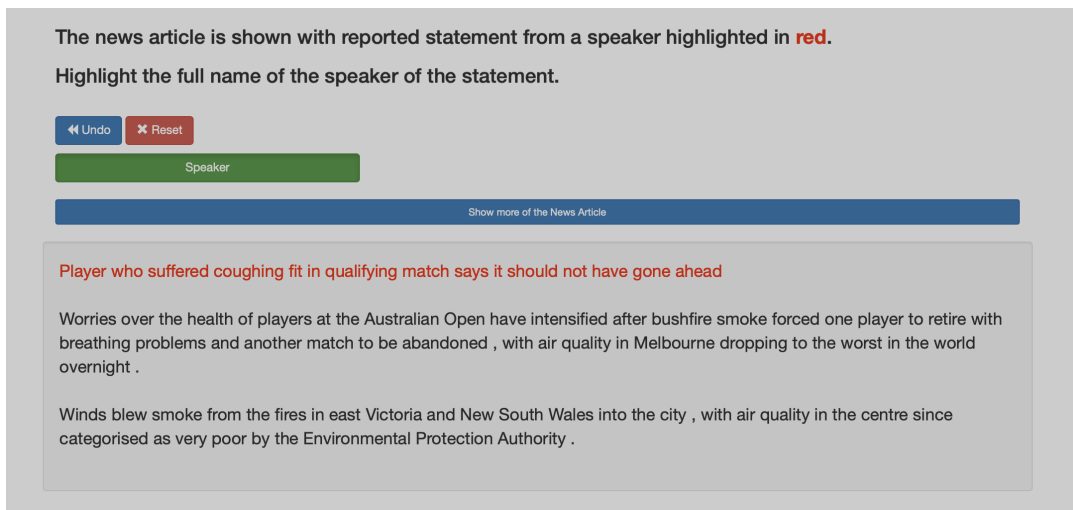 The news article is shown with reported statement from a speaker highlighted in red.
Highlight the full name of the speaker of the statement.
Undo
Reset
Speaker
Show more of the News Article
Player who suffered coughing fit in qualifying match says it should not have gone ahead
Worries over the health of players at the Australian Open have intensified after bushfire smoke forced one player to retire with
breathing problems and another match to be abandoned , with air quality in Melbourne dropping to the worst in the world
overnight .
Winds blew smoke from the fires in east Victoria and New South Wales into the city , with air quality in the centre since
categorised as very poor by the Environmental Protection Authority .